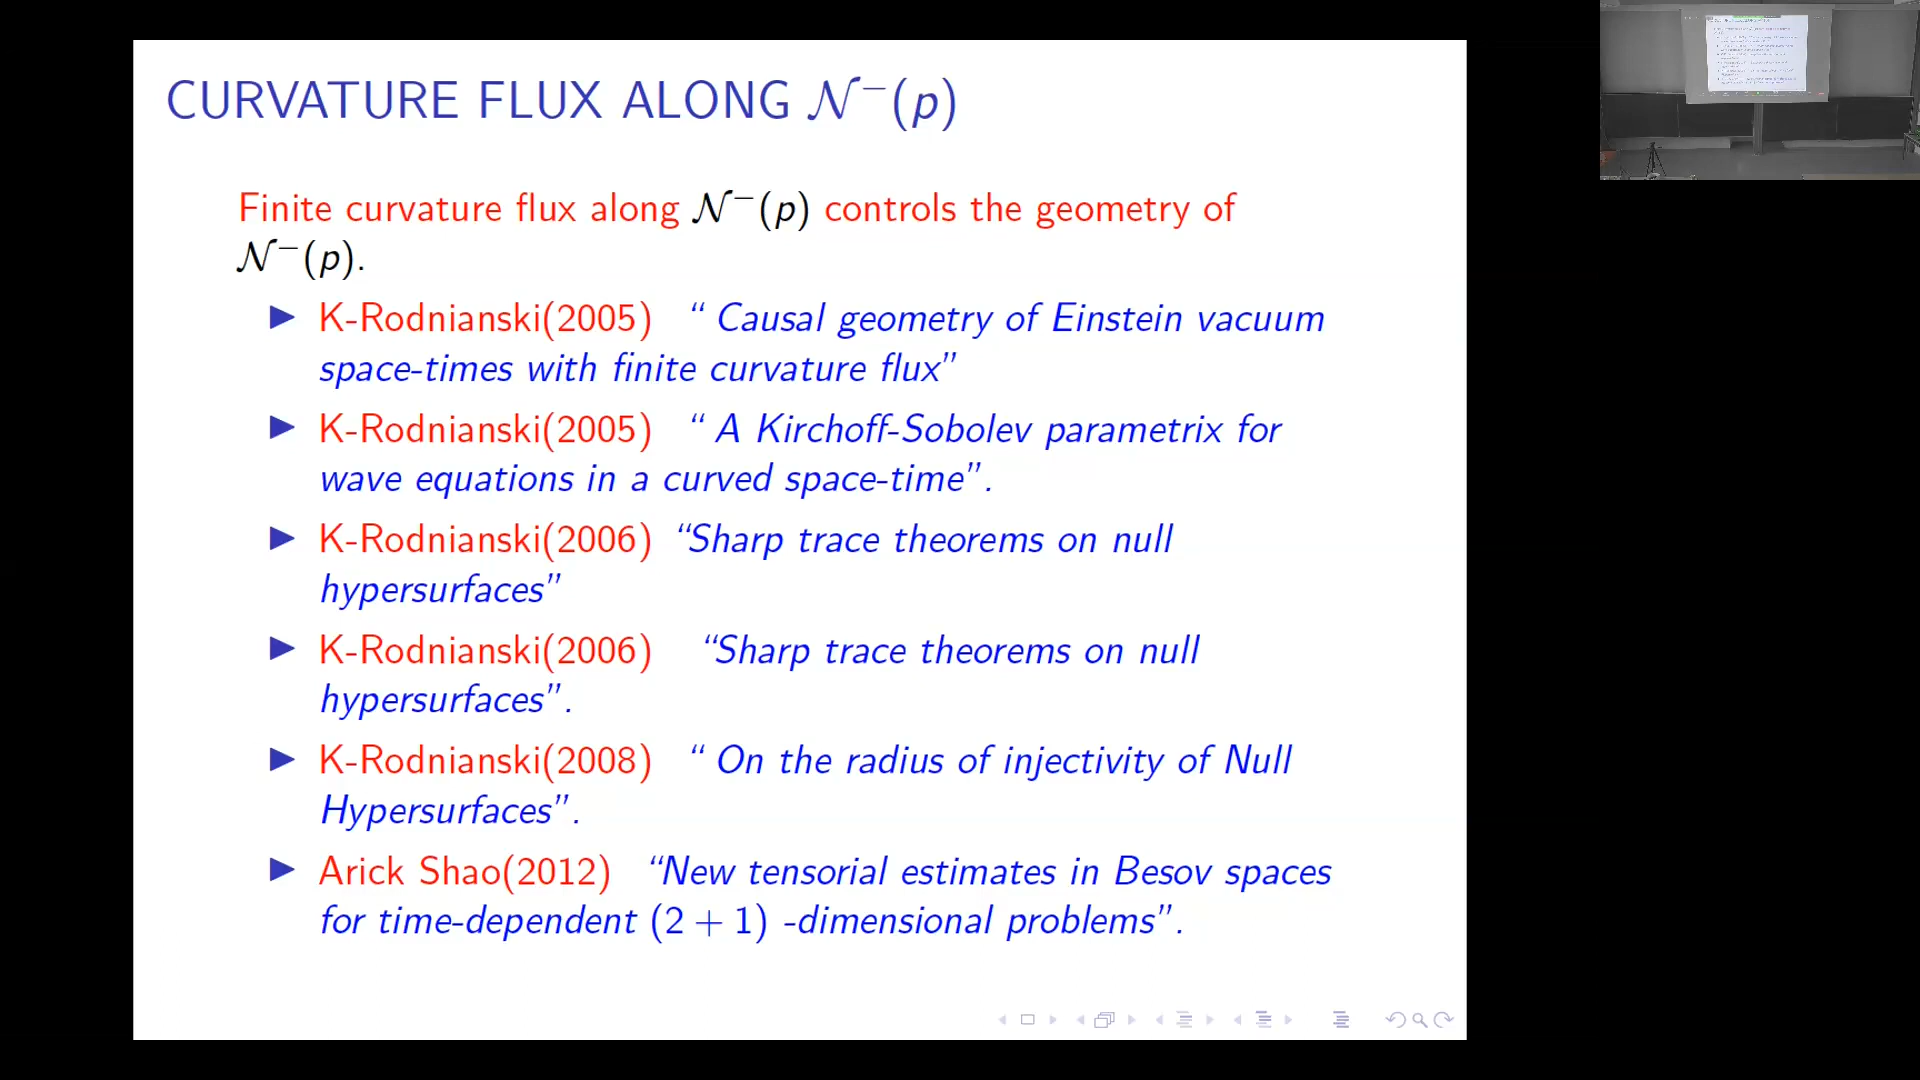 CURVATURE FLUX ALONG 𝒩⁻(p)
Finite curvature flux along 𝒩⁻(p) controls the geometry of
𝒩⁻(p).
▶ K-Rodnianski(2005) “ Causal geometry of Einstein vacuum
space-times with finite curvature flux”
▶ K-Rodnianski(2005) “ A Kirchoff-Sobolev parametrix for
wave equations in a curved space-time”.
▶ K-Rodnianski(2006) “Sharp trace theorems on null
hypersurfaces”
▶ K-Rodnianski(2006) “Sharp trace theorems on null
hypersurfaces”.
▶ K-Rodnianski(2008) “ On the radius of injectivity of Null
Hypersurfaces”.
▶ Arick Shao(2012) “New tensorial estimates in Besov spaces
for time-dependent (2 + 1) -dimensional problems”.